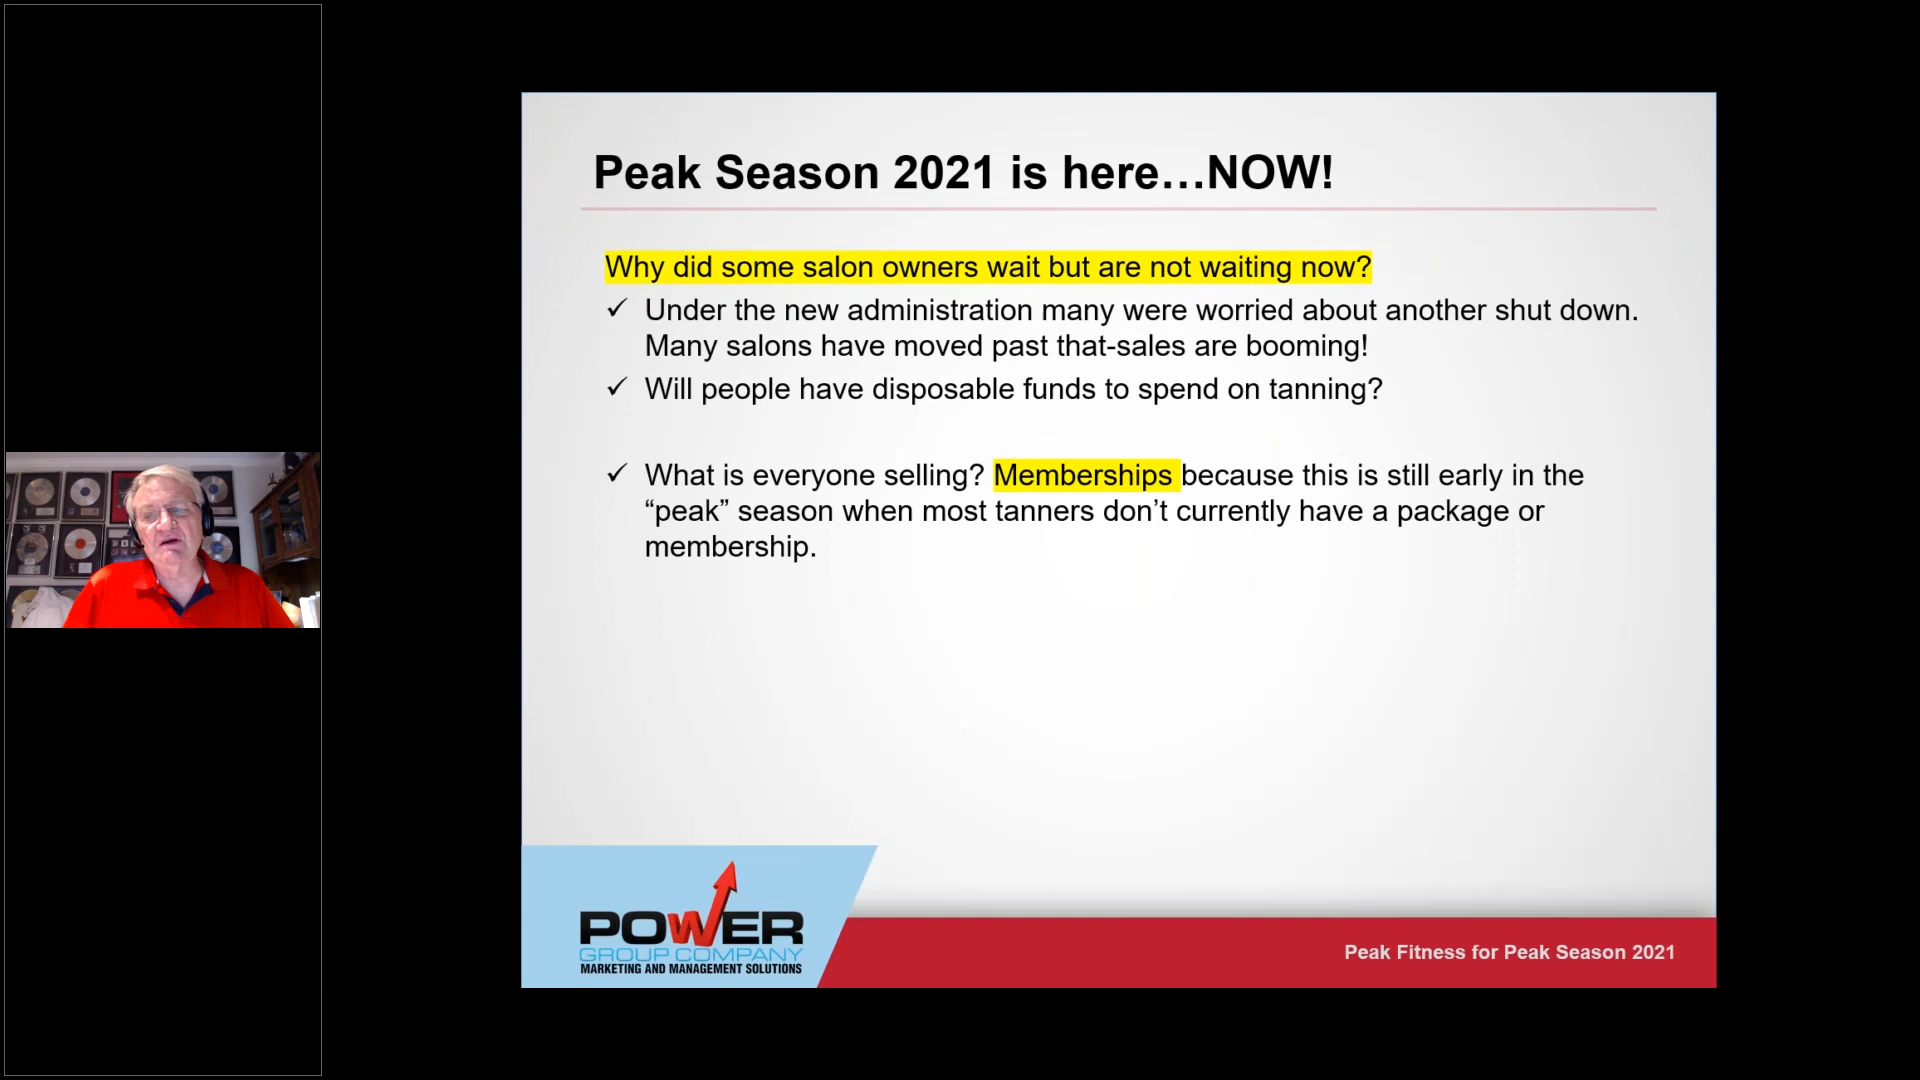 Peak Season 2021 is here…NOW!
Why did some salon owners wait but are not waiting now?
✓ Under the new administration many were worried about another shut down.
Many salons have moved past that-sales are booming!
✓ Will people have disposable funds to spend on tanning?
✓ What is everyone selling? Memberships because this is still early in the
“peak” season when most tanners don’t currently have a package or
membership.
POWER
GROUP COMPANY
MARKETING AND MANAGEMENT SOLUTIONS
Peak Fitness for Peak Season 2021